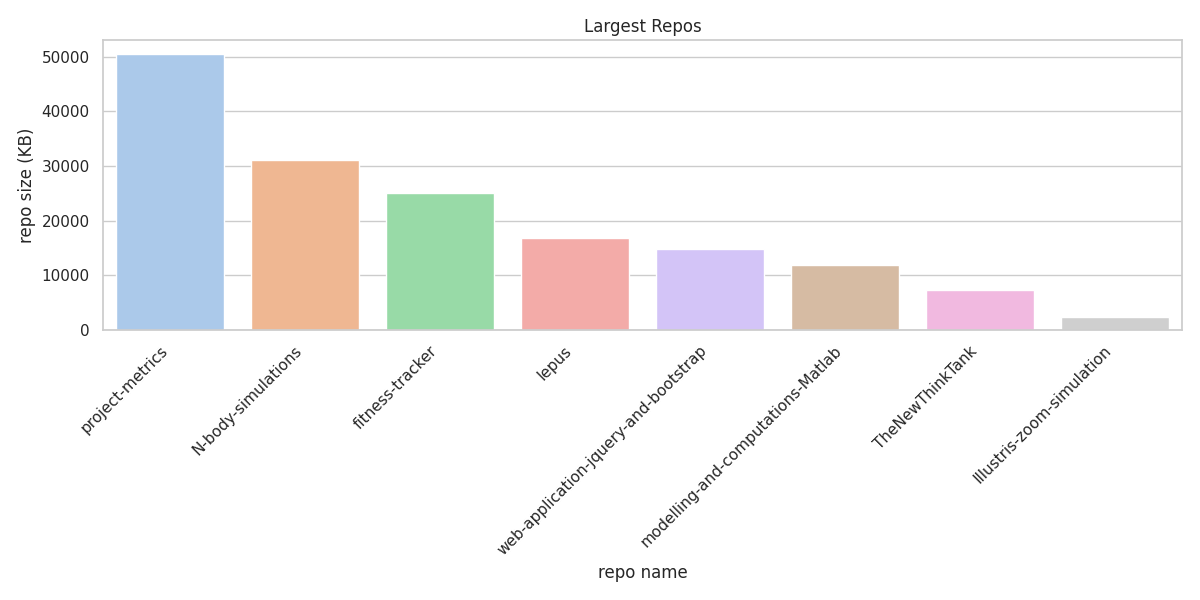 Largest Repos
repo size (KB)
50000
40000
30000
20000
10000
0
project-metrics
N-body-simulations
fitness-tracker
lepus
web-application-jquery-and-bootstrap
modelling-and-computations-Matlab
TheNewThinkTank
Illustris-zoom-simulation
repo name